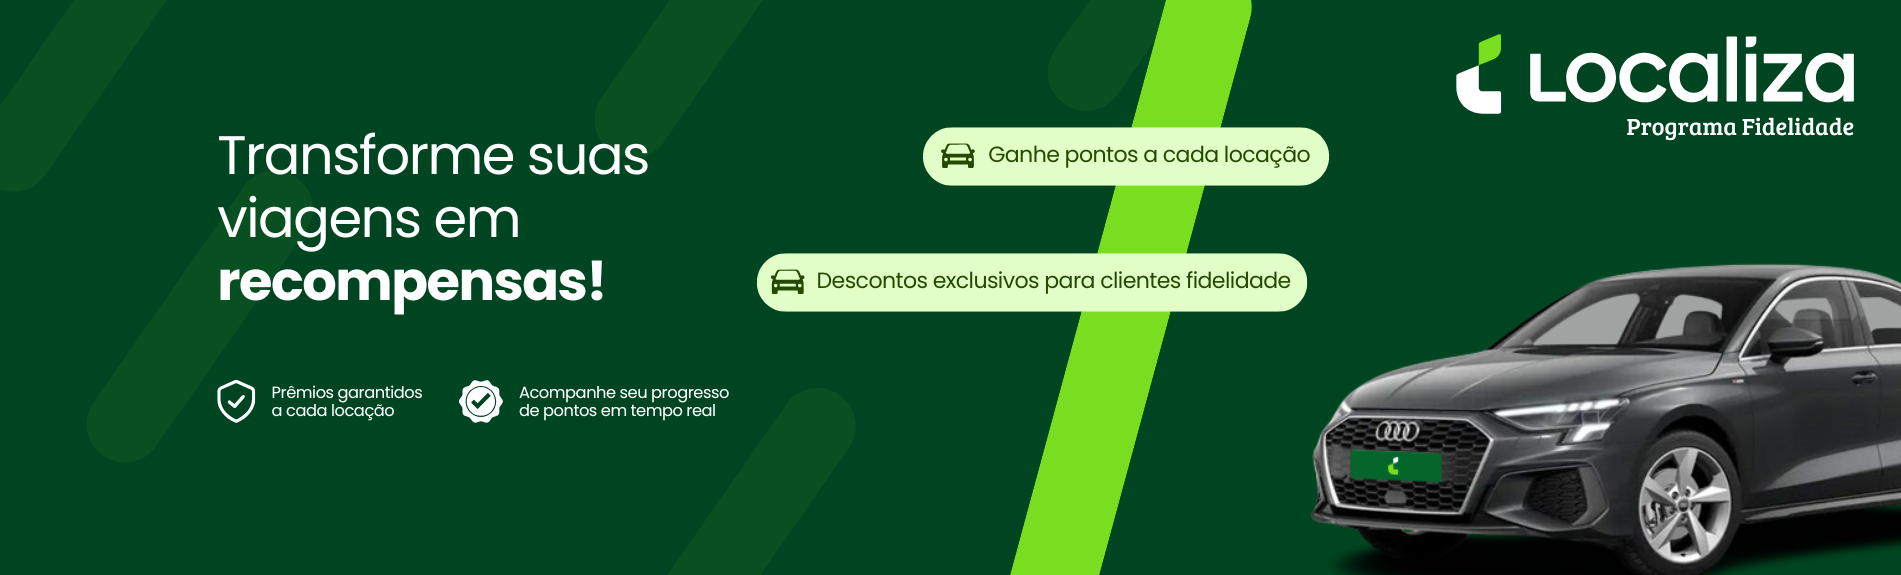 Transforme suas
viagens em
recompensas!
Prêmios garantidos
a cada locação
Acompanhe seu progresso
de pontos em tempo real
Ganhe pontos a cada locação
Descontos exclusivos para clientes fidelidade
Localiza
Programa Fidelidade